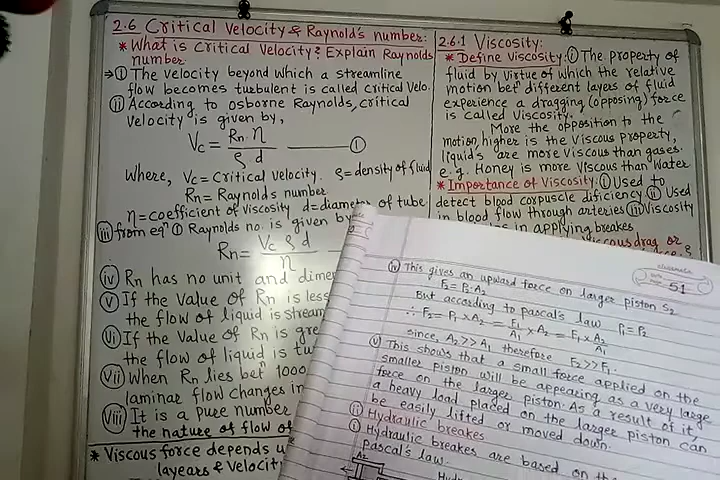 2.6 Critical Velocity & Raynold's number:
* What is Critical Velocity? Explain Raynolds
number.
→① The velocity beyond which a streamline
flow becomes turbulent is called critical Velo.
ⅱ According to osborne Raynolds, critical
Velocity is given by,
Vc = Rn η / ρ d ——— ①
Where, Vc = Critical velocity. ρ = density of fluid
Rn = Raynolds number
η = coefficient of viscosity d = diameter of tube
ⅲ from eqⁿ ① Raynolds no. is given by
Rn = Vc ρ d / η
ⅳ Rn has no unit and dimen
ⅴ If the Value of Rn is less
the flow of liquid is stream
ⅵ If the Value of Rn is gre
the flow of liquid is tu
ⅶ When Rn lies betⁿ 1000
laminar flow changes in
ⅷ It is a pure number
the nature of flow of
* Viscous force depends u
layears & Velocity
2.6.1 Viscosity:
* Define Viscosity: ① The property of
fluid by virtue of which the relative
motion betⁿ different layers of fluid
experience a dragging (opposing) force
is called Viscosity.
More the opposition to the
motion, higher is the Viscous property,
liquid's are more Viscous than gases.
e.g. Honey is more Viscous than Water
* Importance of Viscosity: ① Used to
detect blood corpuscle dificiency ⅱ Used
in blood flow through arteries ⅲ Viscosity
in applying breakes
iscous drag or
classmate
51
ⅳ This gives an upward force on larger piston S2
F2 = P2·A2
But according to pascal's law P1 = P2
∴ F2 = P1 × A2 = F1/A1 × A2 = F1 × A2/A1
since, A2 >> A1 therefore F2 >> F1.
ⅴ This shows that a small force applied on the
smaller piston will be appearing as a very large
force on the larger piston. As a result of it,
a heavy load placed on the larger piston can
be easily lifted or moved down.
ⅱ Hydraulic breakes
① Hydraulic breakes are based on the
Pascal's law.
A2